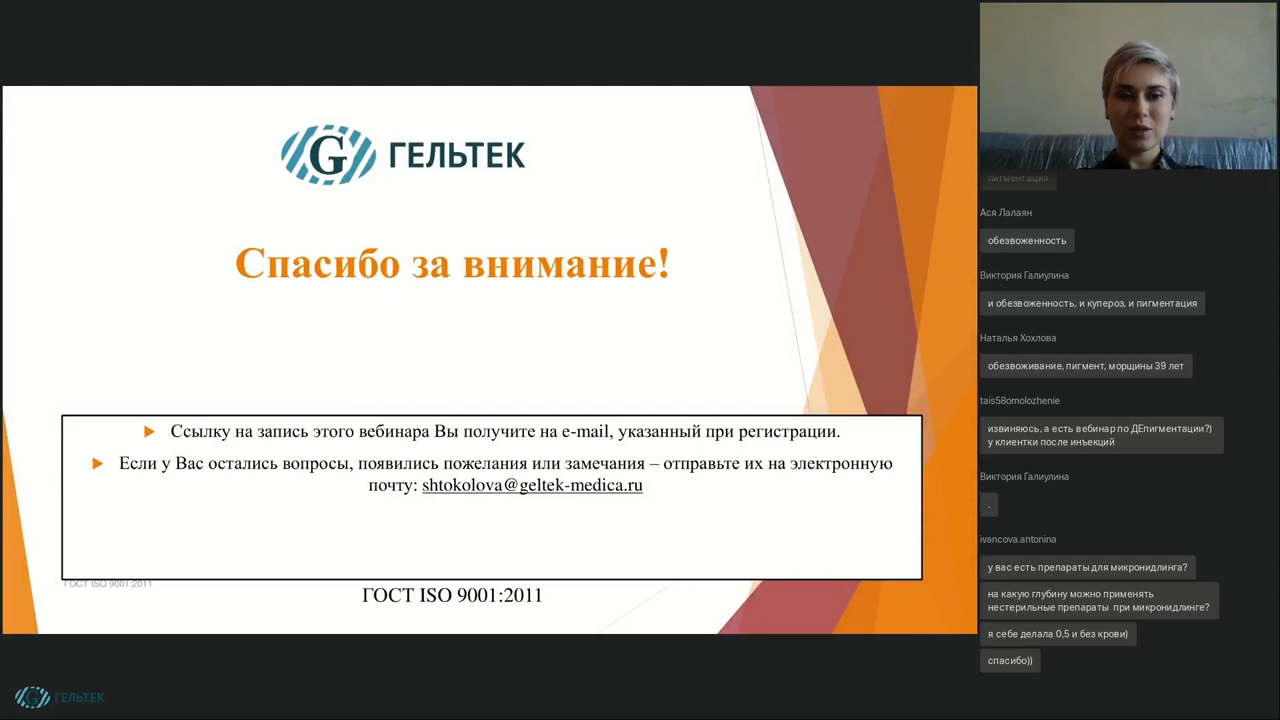 ГЕЛЬТЕК
Спасибо за внимание!
Ссылку на запись этого вебинара Вы получите на e-mail, указанный при регистрации.
Если у Вас остались вопросы, появились пожелания или замечания – отправьте их на электронную
почту: shtokolova@geltek-medica.ru
ГОСТ ISO 9001:2011
ГОСТ ISO 9001:2011
ГЕЛЬТЕК
пигментация
Ася Лалаян
обезвоженность
Виктория Галиулина
и обезвоженность, и купероз, и пигментация
Наталья Хохлова
обезвоживание, пигмент, морщины 39 лет
tais58omolozhenie
извиняюсь, а есть вебинар по ДЕпигментации?)
у клиентки после инъекций
Виктория Галиулина
.
ivancova.antonina
у вас есть препараты для микронидлинга?
на какую глубину можно применять
нестерильные препараты при микронидлинге?
я себе делала 0,5 и без крови)
спасибо))